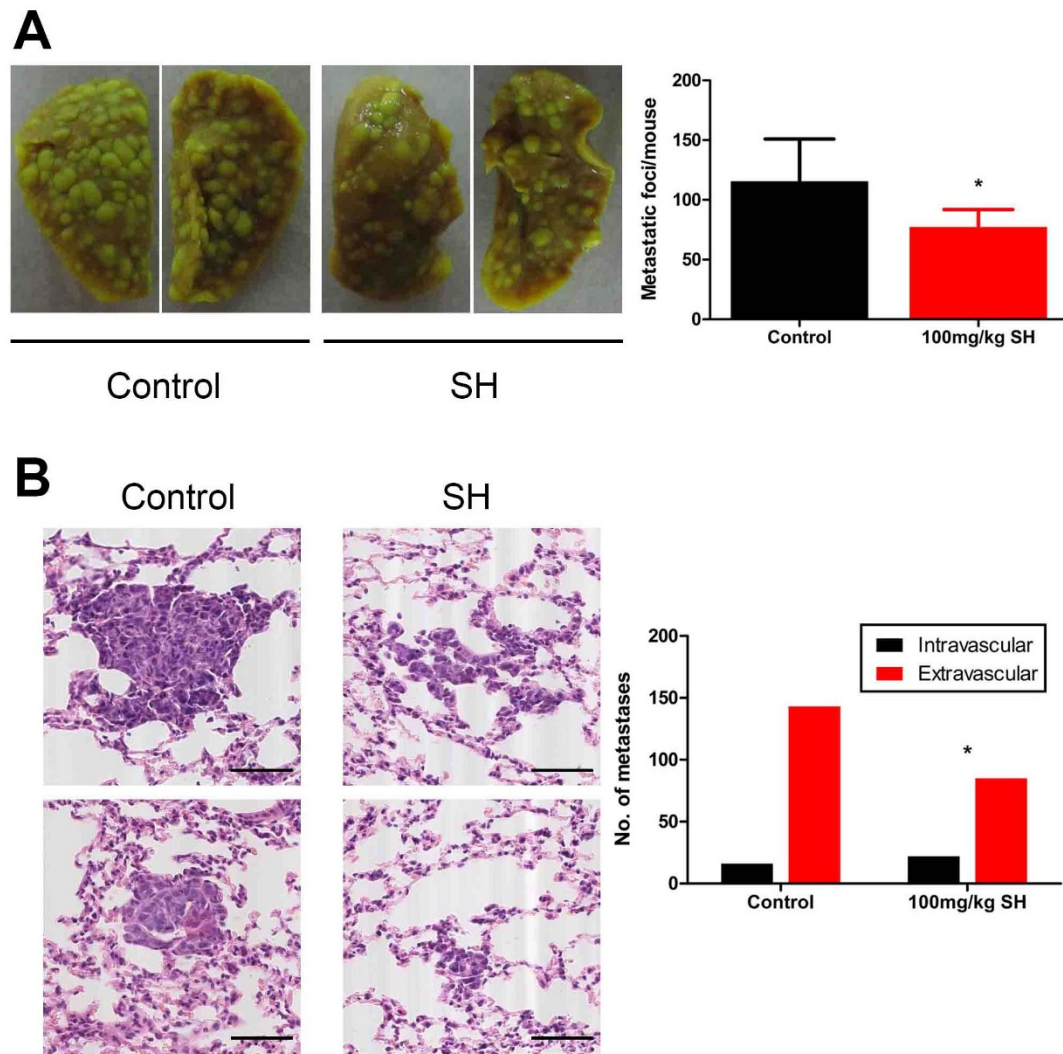 A
Control
SH
Metastatic foci/mouse
200
150
100
50
0
*
Control
100mg/kg SH
B
Control
SH
No. of metastases
200
150
100
50
0
Intravascular
Extravascular
*
Control
100mg/kg SH